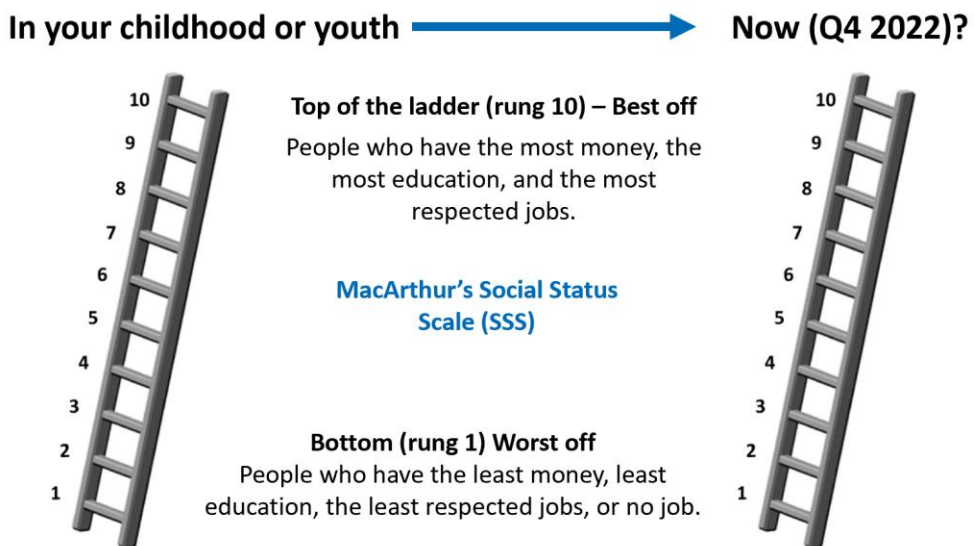 In your childhood or youth
Now (Q4 2022)?
10
9
8
7
6
5
4
3
2
1
Top of the ladder (rung 10) – Best off
People who have the most money, the
most education, and the most
respected jobs.
MacArthur's Social Status
Scale (SSS)
Bottom (rung 1) Worst off
People who have the least money, least
education, the least respected jobs, or no job.
10
9
8
7
6
5
4
3
2
1